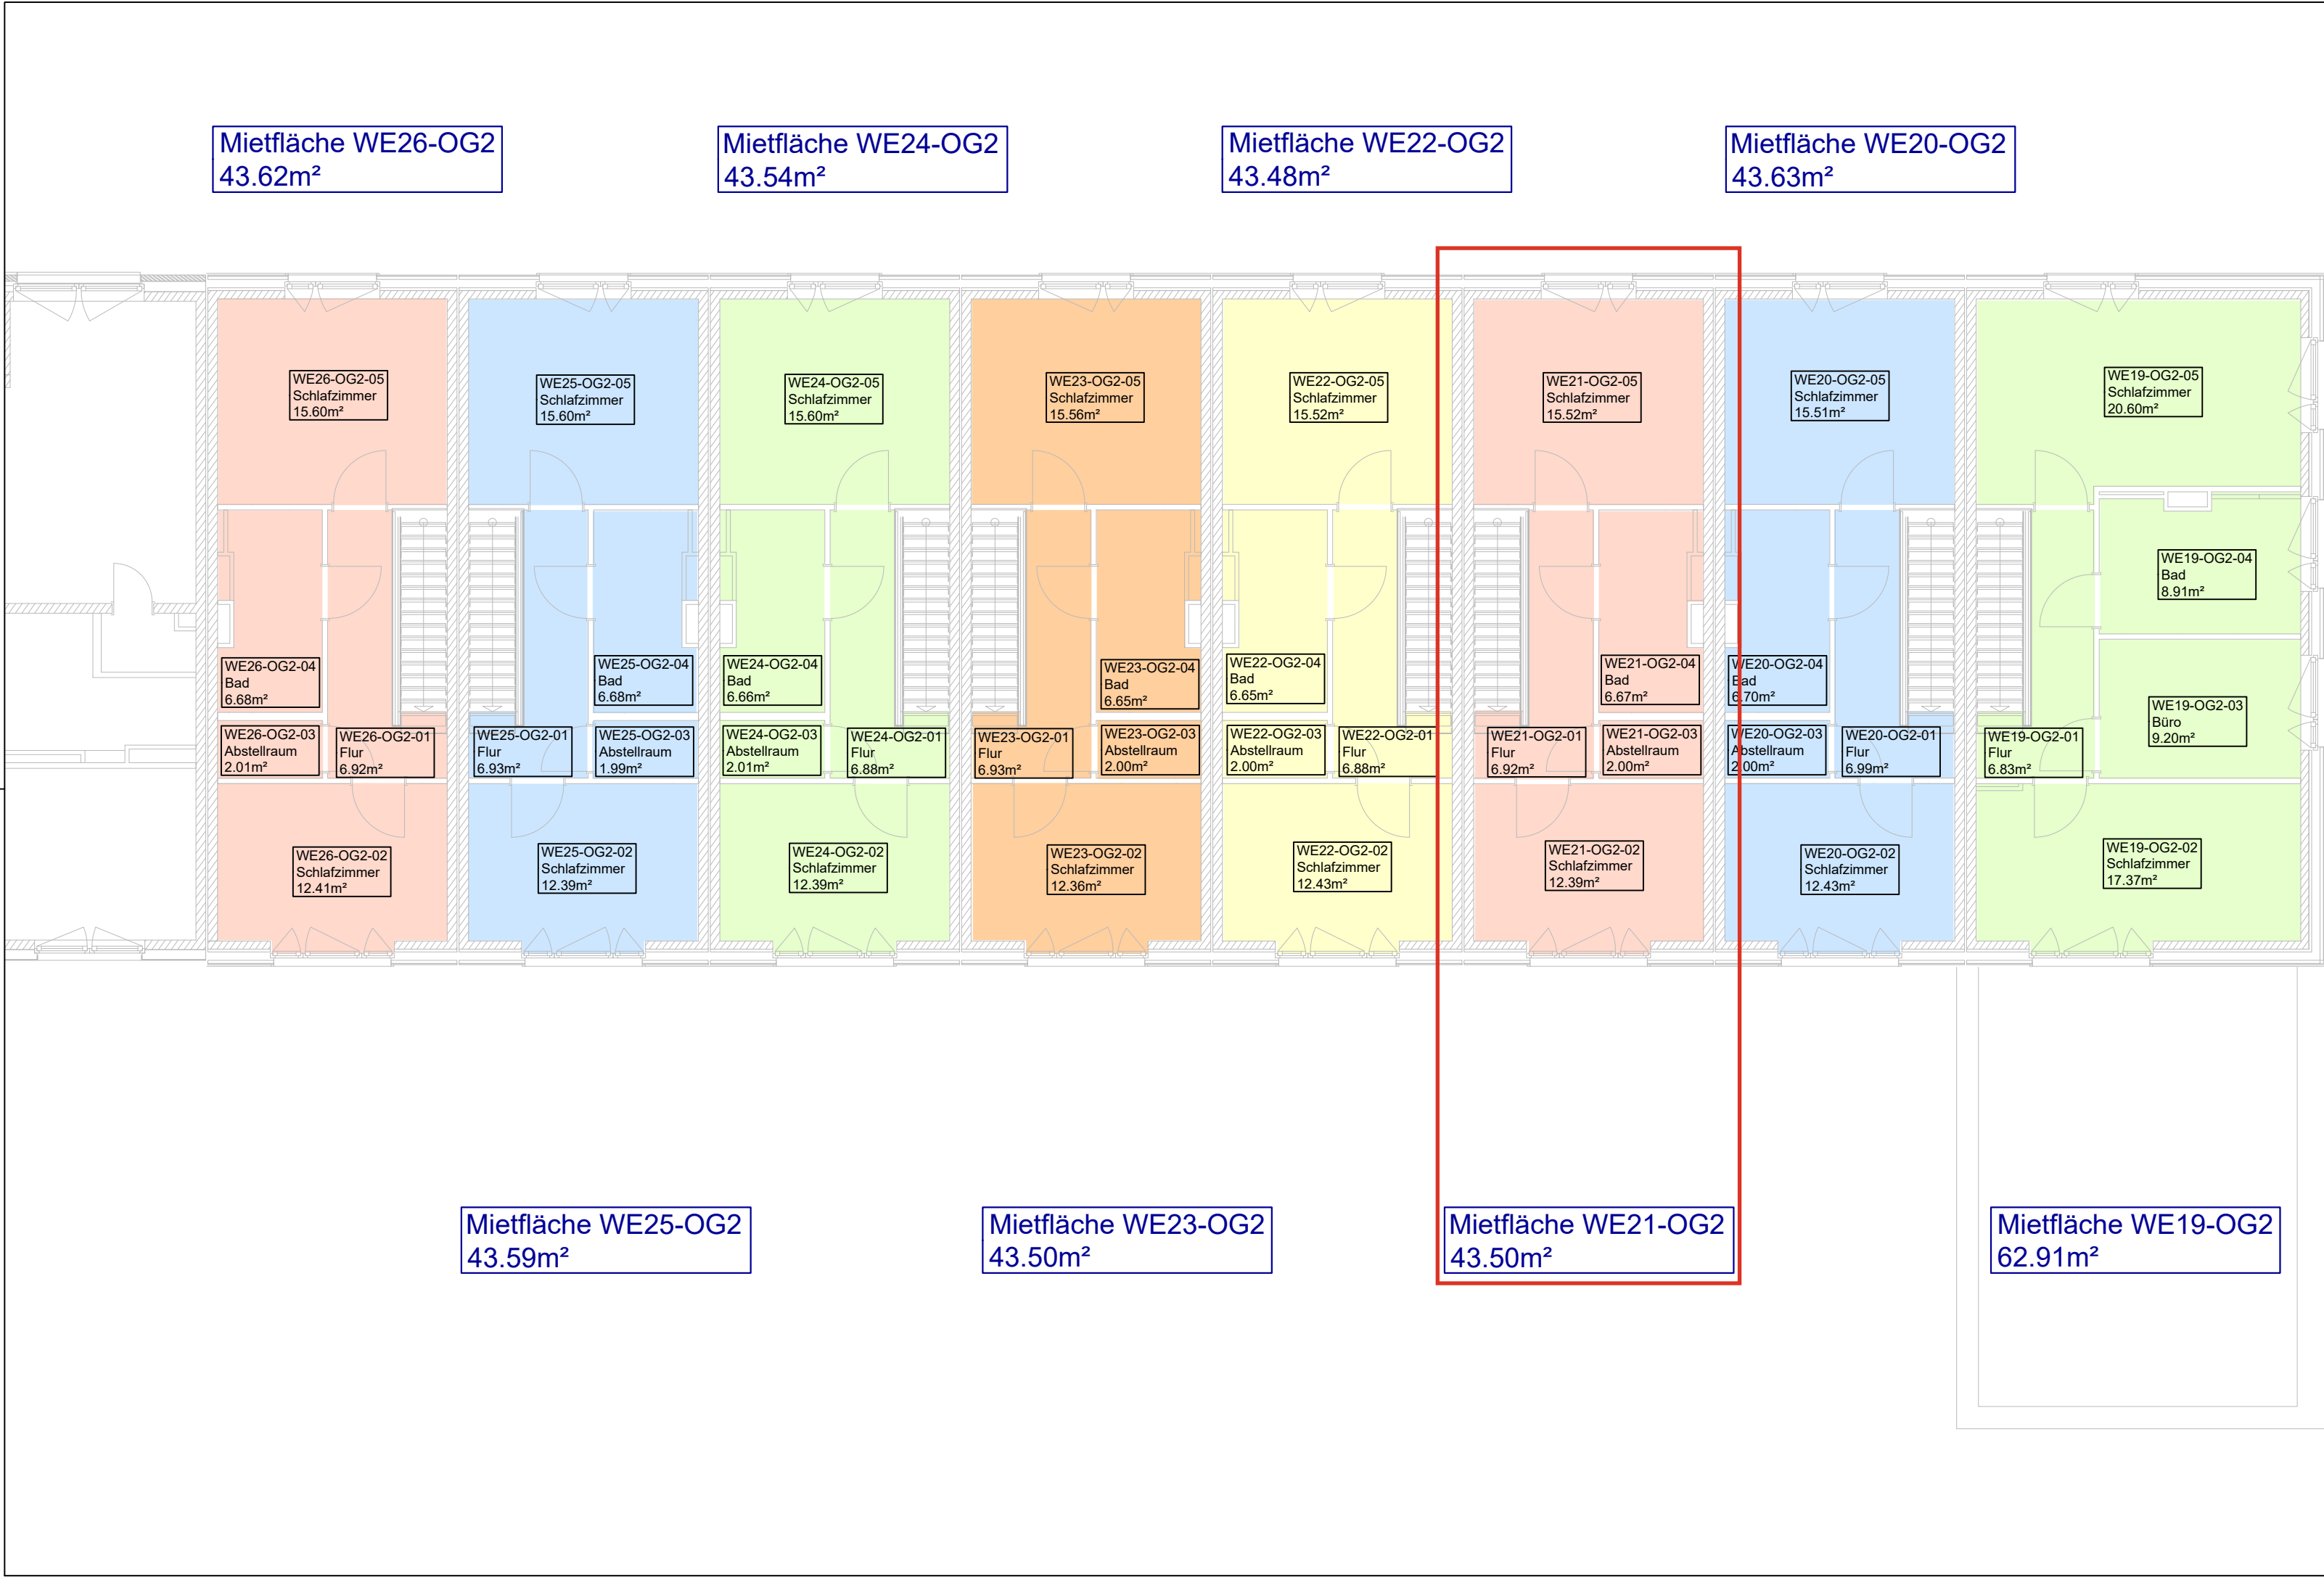 Mietfläche WE26-OG2
43.62m²
Mietfläche WE24-OG2
43.54m²
Mietfläche WE22-OG2
43.48m²
Mietfläche WE20-OG2
43.63m²
WE26-OG2-05
Schlafzimmer
15.60m²
WE25-OG2-05
Schlafzimmer
15.60m²
WE24-OG2-05
Schlafzimmer
15.60m²
WE23-OG2-05
Schlafzimmer
15.56m²
WE22-OG2-05
Schlafzimmer
15.52m²
WE21-OG2-05
Schlafzimmer
15.52m²
WE20-OG2-05
Schlafzimmer
15.51m²
WE19-OG2-05
Schlafzimmer
20.60m²
WE19-OG2-04
Bad
8.91m²
WE26-OG2-04
Bad
6.68m²
WE25-OG2-04
Bad
6.68m²
WE24-OG2-04
Bad
6.66m²
WE23-OG2-04
Bad
6.65m²
WE22-OG2-04
Bad
6.65m²
WE21-OG2-04
Bad
6.67m²
WE20-OG2-04
Bad
6.70m²
WE19-OG2-03
Büro
9.20m²
WE26-OG2-03
Abstellraum
2.01m²
WE26-OG2-01
Flur
6.92m²
WE25-OG2-01
Flur
6.93m²
WE25-OG2-03
Abstellraum
1.99m²
WE24-OG2-03
Abstellraum
2.01m²
WE24-OG2-01
Flur
6.88m²
WE23-OG2-01
Flur
6.93m²
WE23-OG2-03
Abstellraum
2.00m²
WE22-OG2-03
Abstellraum
2.00m²
WE22-OG2-01
Flur
6.88m²
WE21-OG2-01
Flur
6.92m²
WE21-OG2-03
Abstellraum
2.00m²
WE20-OG2-03
Abstellraum
2.00m²
WE20-OG2-01
Flur
6.99m²
WE19-OG2-01
Flur
6.83m²
WE26-OG2-02
Schlafzimmer
12.41m²
WE25-OG2-02
Schlafzimmer
12.39m²
WE24-OG2-02
Schlafzimmer
12.39m²
WE23-OG2-02
Schlafzimmer
12.36m²
WE22-OG2-02
Schlafzimmer
12.43m²
WE21-OG2-02
Schlafzimmer
12.39m²
WE20-OG2-02
Schlafzimmer
12.43m²
WE19-OG2-02
Schlafzimmer
17.37m²
Mietfläche WE25-OG2
43.59m²
Mietfläche WE23-OG2
43.50m²
Mietfläche WE21-OG2
43.50m²
Mietfläche WE19-OG2
62.91m²